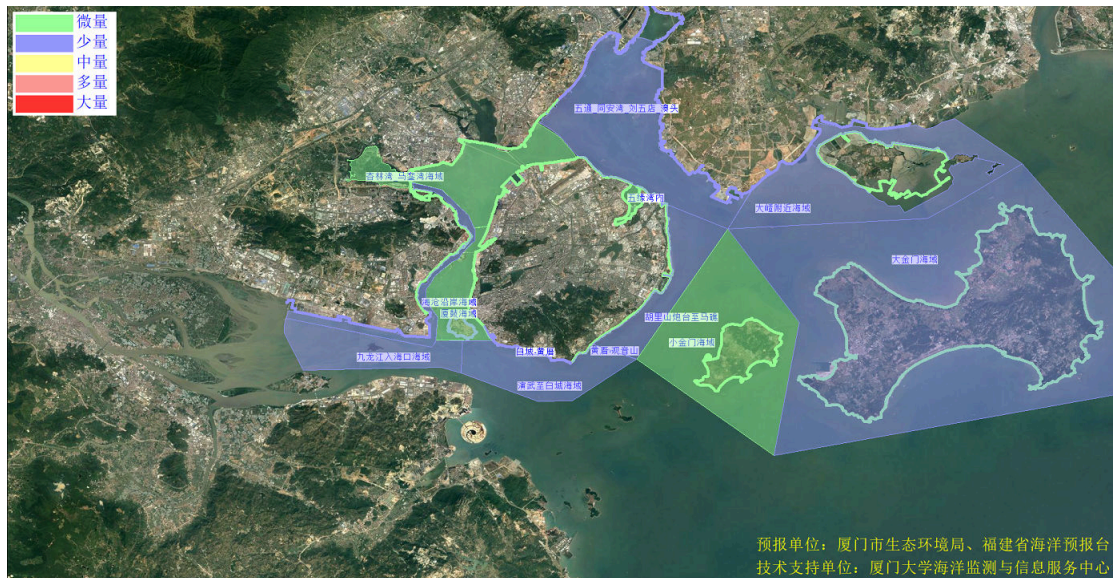 微量
少量
中量
多量
大量
五缘 同安湾 刘五店 澳头
杏林湾 马銮湾海域
五缘湾内
大嶝附近海域
大金门海域
海沧沿岸海域
厦鼓海域
胡里山炮台至马銮
小金门海域
九龙江入海口海域
白城-黄厝
黄厝-观音山
演武至白城海域
预报单位：厦门市生态环境局、福建省海洋预报台
技术支持单位：厦门大学海洋监测与信息服务中心